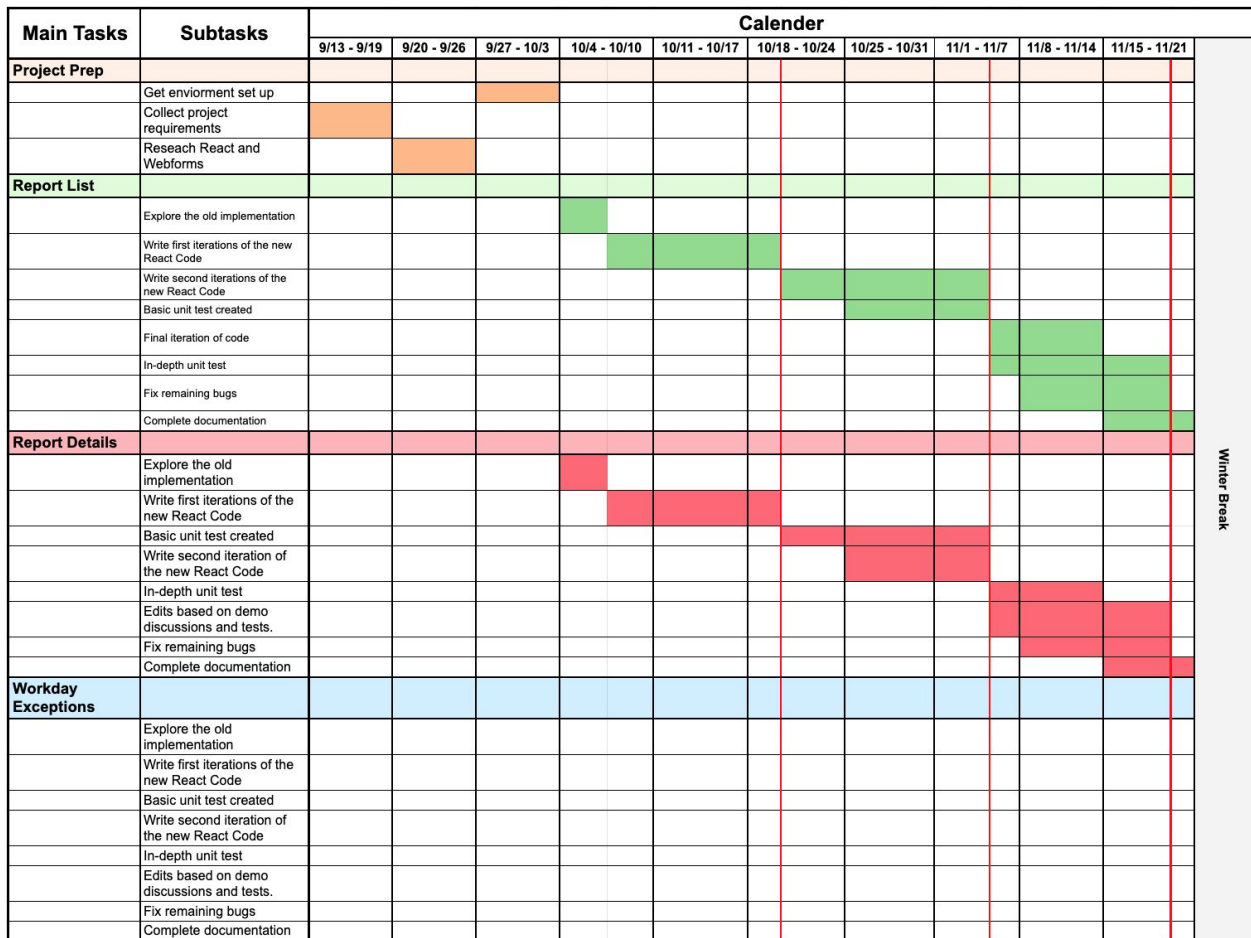 Main Tasks
Subtasks
Calender
9/13 - 9/19
9/20 - 9/26
9/27 - 10/3
10/4 - 10/10
10/11 - 10/17
10/18 - 10/24
10/25 - 10/31
11/1 - 11/7
11/8 - 11/14
11/15 - 11/21
Project Prep
Get enviorment set up
Collect project
requirements
Reseach React and
Webforms
Report List
Explore the old implementation
Write first iterations of the new
React Code
Write second iterations of the
new React Code
Basic unit test created
Final iteration of code
In-depth unit test
Fix remaining bugs
Complete documentation
Report Details
Explore the old
implementation
Write first iterations of the
new React Code
Basic unit test created
Write second iteration of
the new React Code
In-depth unit test
Edits based on demo
discussions and tests.
Fix remaining bugs
Complete documentation
Workday
Exceptions
Explore the old
implementation
Write first iterations of the
new React Code
Basic unit test created
Write second iteration of
the new React Code
In-depth unit test
Edits based on demo
discussions and tests.
Fix remaining bugs
Complete documentation
Winter Break